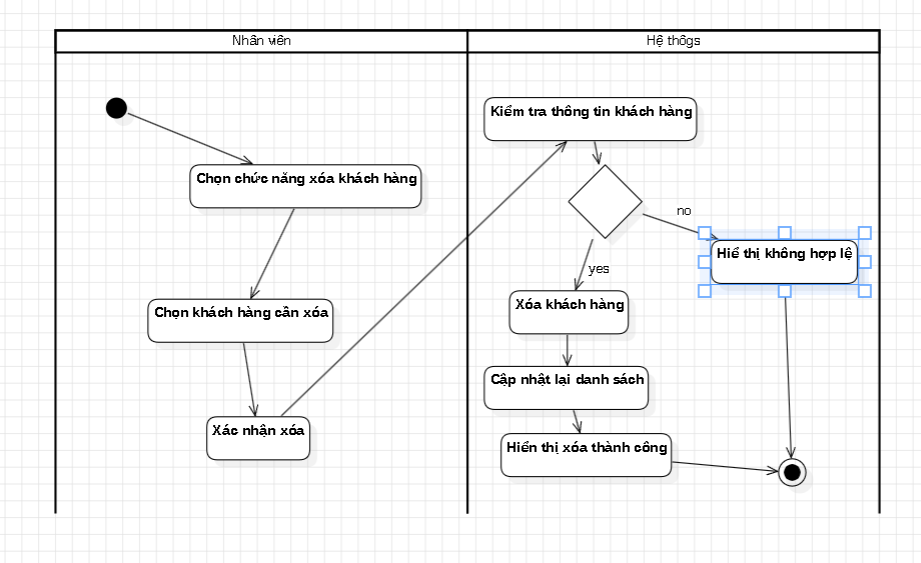 Nhân viên
Hệ thôgs
Chọn chức năng xóa khách hàng
Chọn khách hàng cần xóa
Xác nhận xóa
Kiểm tra thông tin khách hàng
no
Hiể thị không hợp lệ
yes
Xóa khách hàng
Cập nhật lại danh sách
Hiển thị xóa thành công